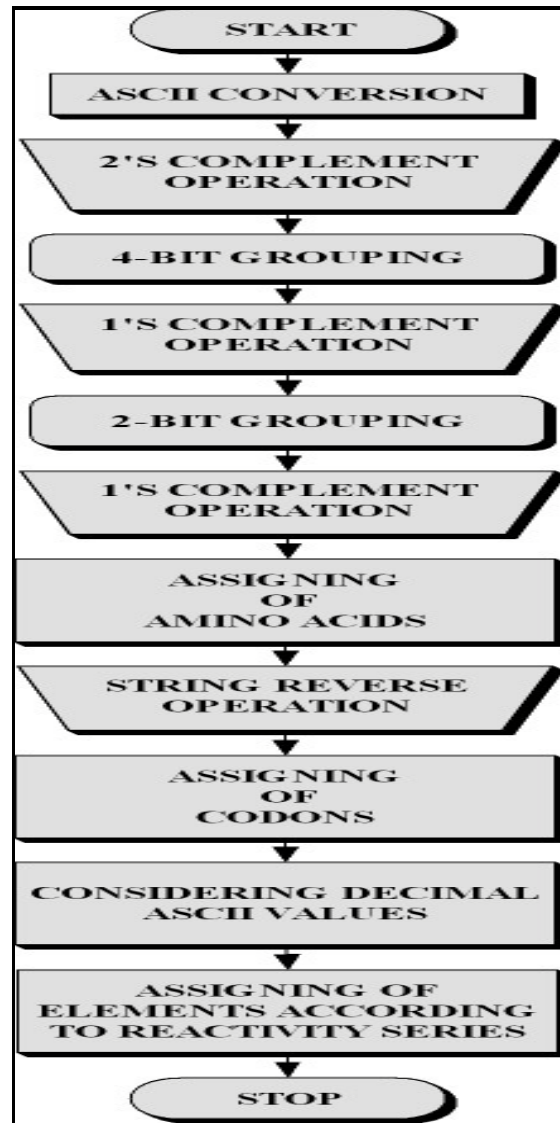 START
ASCII CONVERSION
2'S COMPLEMENT
OPERATION
4-BIT GROUPING
1'S COMPLEMENT
OPERATION
2-BIT GROUPING
1'S COMPLEMENT
OPERATION
ASSIGNING
OF
AMINO ACIDS
STRING REVERSE
OPERATION
ASSIGNING
OF
CODONS
CONSIDERING DECIMAL
ASCII VALUES
ASSIGNING OF
ELEMENTS ACCORDING
TO REACTIVITY SERIES
STOP